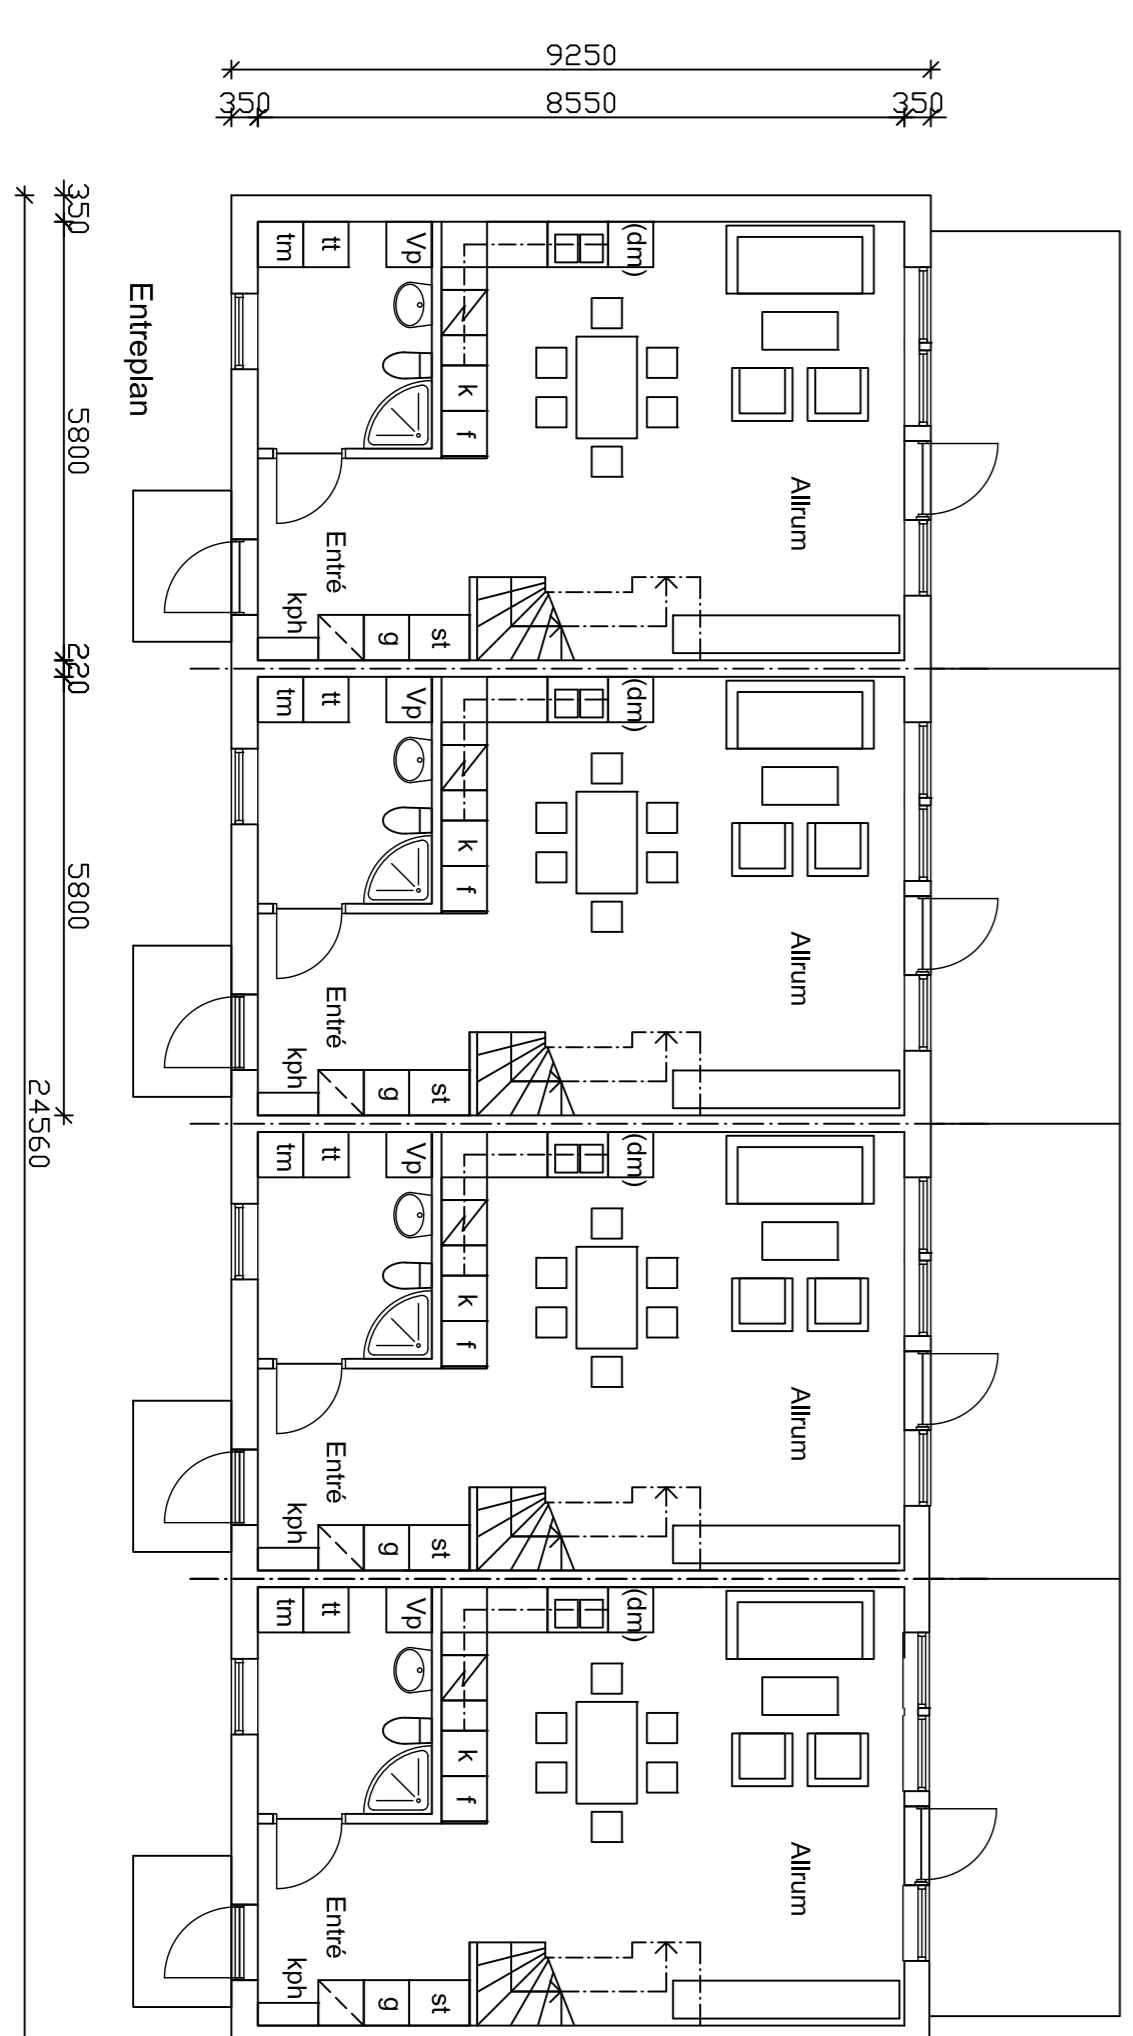 9250
350
8550
350
350
5800
220
5800
24560
Entreplan
tm
tt
Vp
(dm)
k
f
Allrum
Entré
kph
g
st
tm
tt
Vp
(dm)
k
f
Allrum
Entré
kph
g
st
tm
tt
Vp
(dm)
k
f
Allrum
Entré
kph
g
st
tm
tt
Vp
(dm)
k
f
Allrum
Entré
kph
g
st